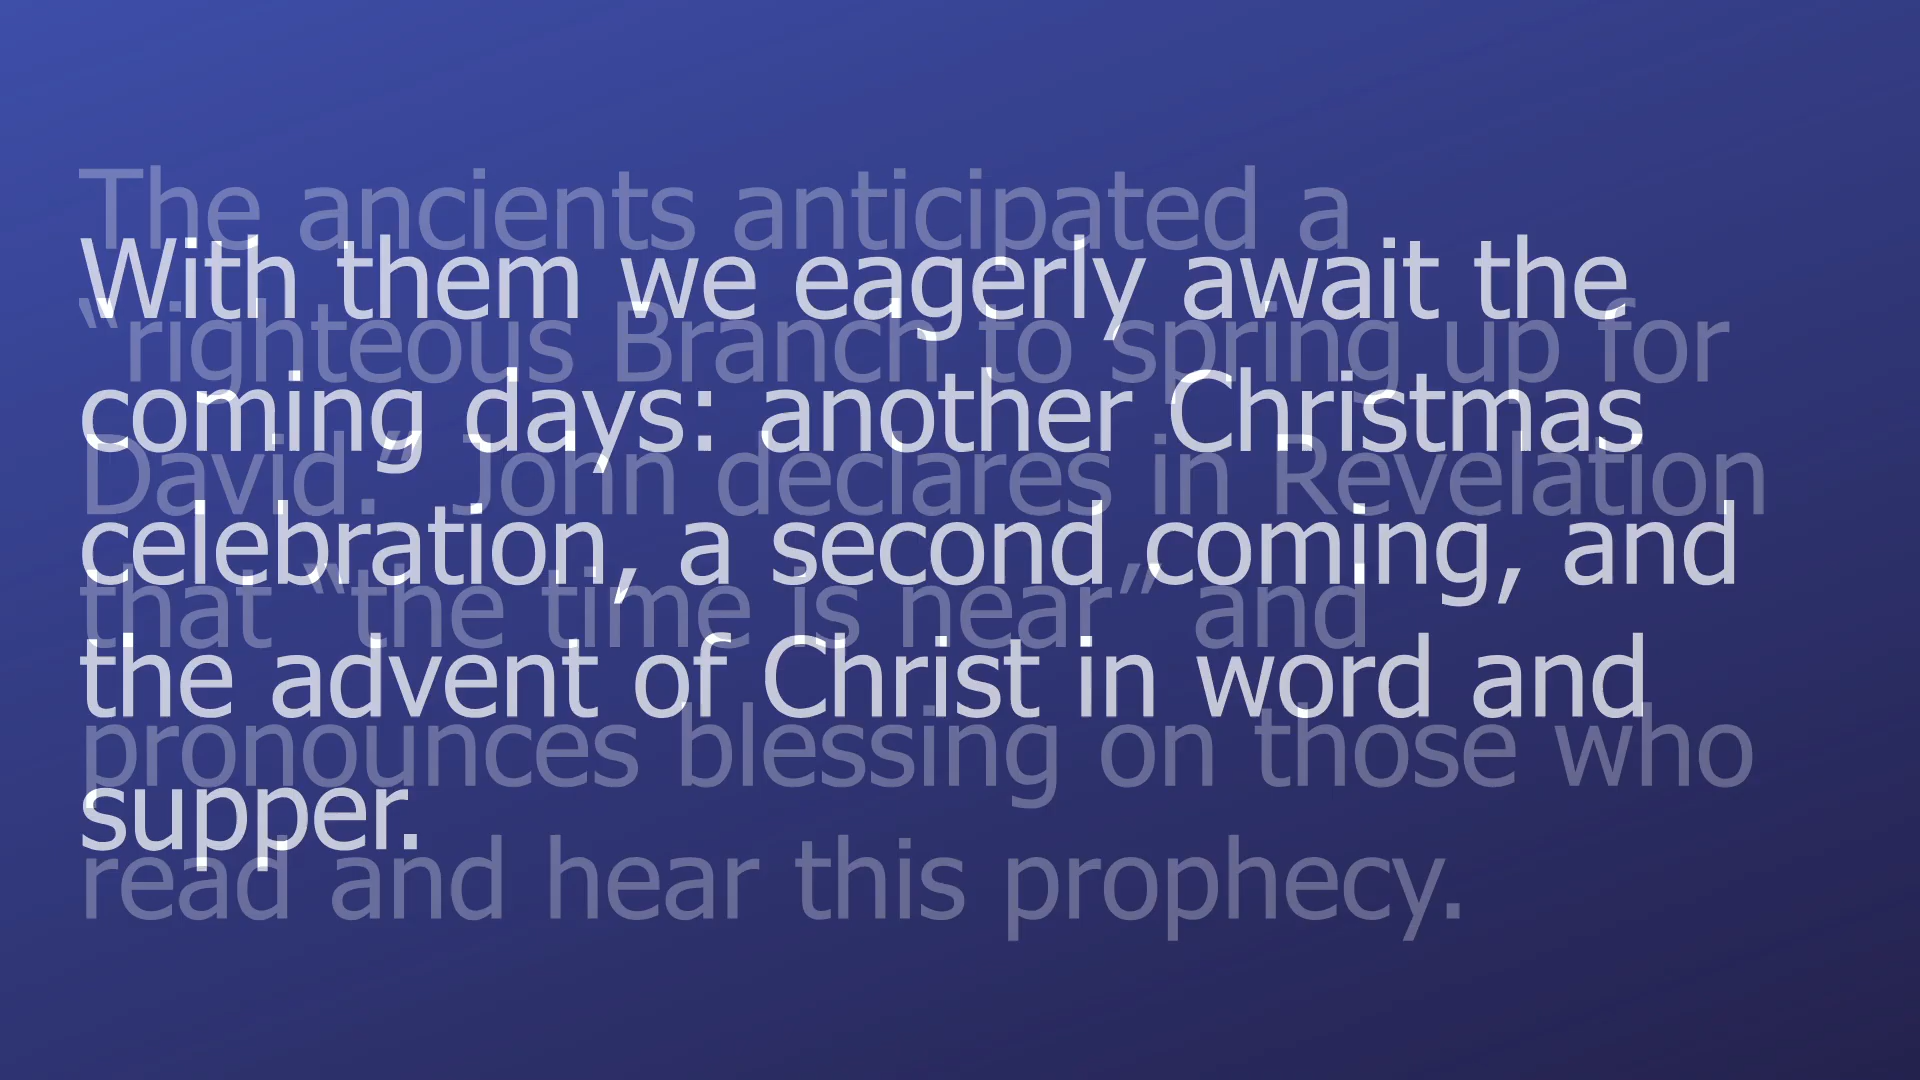 The ancients anticipated a
“righteous Branch to spring up for
David.” John declares in Revelation
that “the time is near” and
pronounces blessing on those who
read and hear this prophecy.
With them we eagerly await the
coming days: another Christmas
celebration, a second coming, and
the advent of Christ in word and
supper.